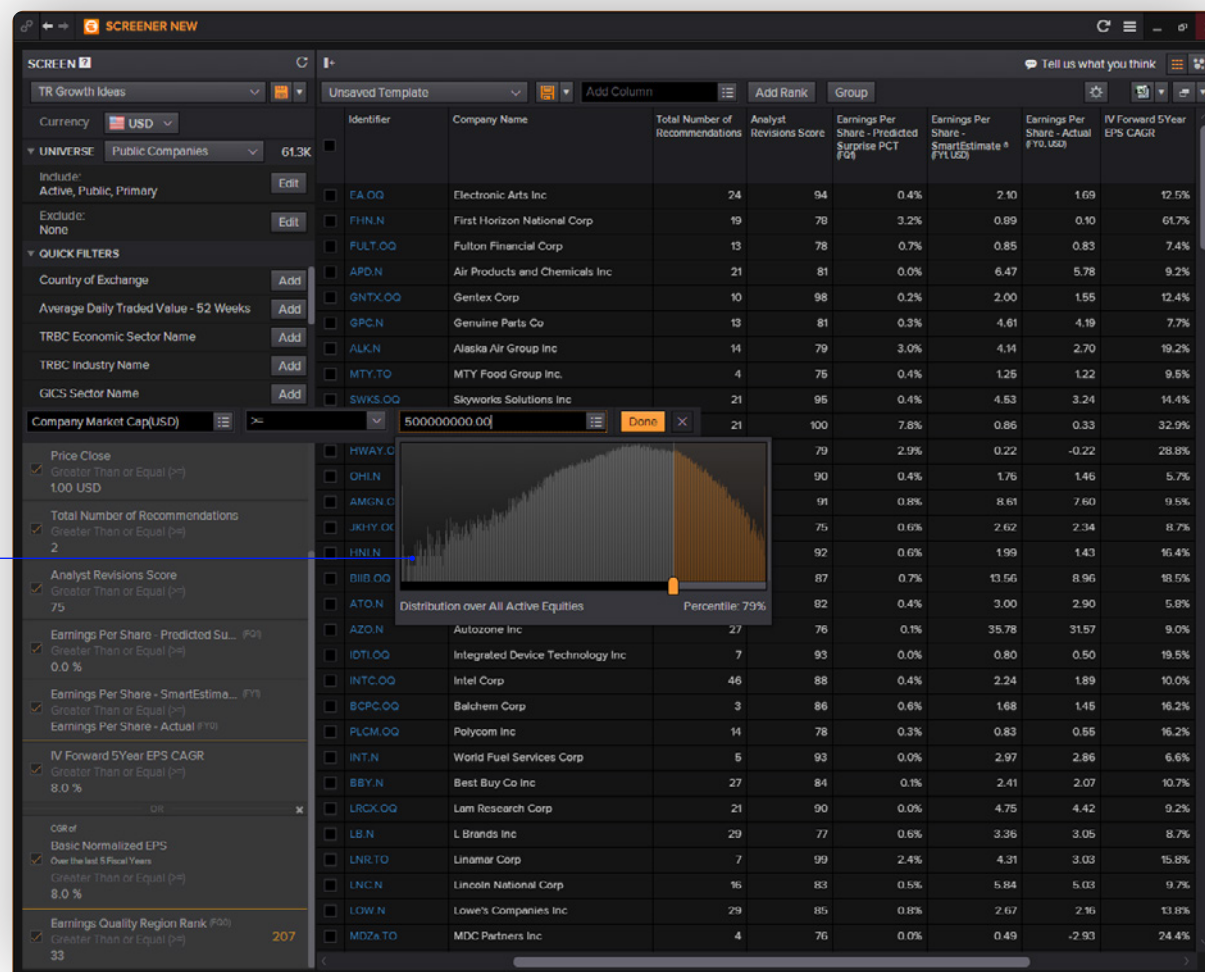 SCREENER NEW
SCREEN ?
Tell us what you think
TR Growth Ideas
Unsaved Template
Add Column
Add Rank
Group
Currency USD
UNIVERSE Public Companies 61.3K
Include:
Active, Public, Primary
Edit
Exclude:
None
Edit
QUICK FILTERS
Country of Exchange Add
Average Daily Traded Value - 52 Weeks Add
TRBC Economic Sector Name Add
TRBC Industry Name Add
GICS Sector Name Add
Company Market Cap(USD) >= 500000000.00 Done
Price Close
Greater Than or Equal (>=)
1.00 USD
Total Number of Recommendations
Greater Than or Equal (>=)
2
Analyst Revisions Score
Greater Than or Equal (>=)
75
Earnings Per Share - Predicted Su... (FQ1)
Greater Than or Equal (>=)
0.0 %
Earnings Per Share - SmartEstima... (FY1)
Greater Than or Equal (>=)
Earnings Per Share - Actual (FY0)
IV Forward 5Year EPS CAGR
Greater Than or Equal (>=)
8.0 %
OR
CGR of
Basic Normalized EPS
Over the last 5 Fiscal Years
Greater Than or Equal (>=)
8.0 %
Earnings Quality Region Rank (FQ0)
Greater Than or Equal (>=)
33
207
Distribution over All Active Equities Percentile: 79%
Identifier
Company Name
Total Number of Recommendations
Analyst Revisions Score
Earnings Per Share - Predicted Surprise PCT (FQ1)
Earnings Per Share - SmartEstimate ® (FY1, USD)
Earnings Per Share - Actual (FY0, USD)
IV Forward 5Year EPS CAGR
EA.OQ Electronic Arts Inc 24 94 0.4% 2.10 1.69 12.5%
FHN.N First Horizon National Corp 19 78 3.2% 0.89 0.10 61.7%
FULT.OQ Fulton Financial Corp 13 78 0.7% 0.85 0.83 7.4%
APD.N Air Products and Chemicals Inc 21 81 0.0% 6.47 5.78 9.2%
GNTX.OQ Gentex Corp 10 98 0.2% 2.00 1.55 12.4%
GPC.N Genuine Parts Co 13 81 0.3% 4.61 4.19 7.7%
ALK.N Alaska Air Group Inc 14 79 3.0% 4.14 2.70 19.2%
MTY.TO MTY Food Group Inc. 4 75 0.4% 1.25 1.22 9.5%
SWKS.OQ Skyworks Solutions Inc 21 95 0.4% 4.53 3.24 14.4%
21 100 7.8% 0.86 0.33 32.9%
HWAY.O 79 2.9% 0.22 -0.22 28.8%
OHI.N 90 0.4% 1.76 1.46 5.7%
AMGN.O 91 0.8% 8.61 7.60 9.5%
JKHY.OQ 75 0.6% 2.62 2.34 8.7%
HNI.N 92 0.6% 1.99 1.43 16.4%
BIIB.OQ 87 0.7% 13.56 8.96 18.5%
ATO.N 82 0.4% 3.00 2.90 5.8%
AZO.N Autozone Inc 27 76 0.1% 35.78 31.57 9.0%
IDTI.OQ Integrated Device Technology Inc 7 93 0.0% 0.80 0.50 19.5%
INTC.OQ Intel Corp 46 88 0.4% 2.24 1.89 10.0%
BCPC.OQ Balchem Corp 3 86 0.6% 1.68 1.45 16.2%
PLCM.OQ Polycom Inc 14 78 0.3% 0.83 0.55 16.2%
INT.N World Fuel Services Corp 5 93 0.0% 2.97 2.86 6.6%
BBY.N Best Buy Co Inc 27 84 0.1% 2.41 2.07 10.7%
LRCX.OQ Lam Research Corp 21 90 0.0% 4.75 4.42 9.2%
LB.N L Brands Inc 29 77 0.6% 3.36 3.05 8.7%
LNR.TO Linamar Corp 7 99 2.4% 4.31 3.03 15.8%
LNC.N Lincoln National Corp 16 83 0.5% 5.84 5.03 9.7%
LOW.N Lowe's Companies Inc 29 85 0.8% 2.67 2.16 13.8%
MDZa.TO MDC Partners Inc 4 76 0.0% 0.49 -2.93 24.4%